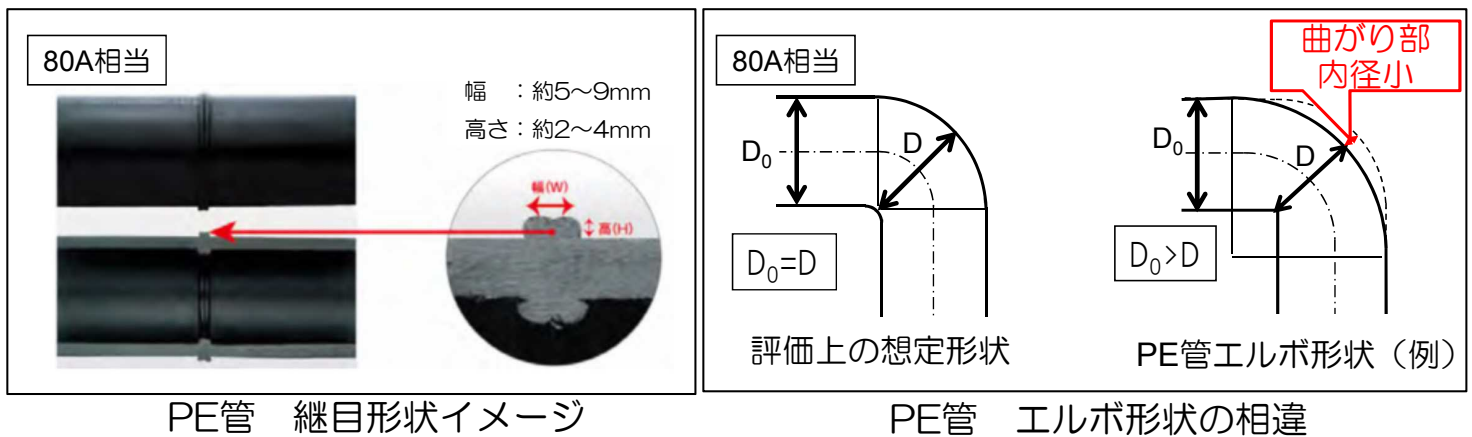 80A相当
幅　：約5～9mm
高さ：約2～4mm
幅(W)
高(H)
PE管　継目形状イメージ
80A相当
D₀
D
D₀=D
評価上の想定形状
曲がり部
内径小
D₀
D
D₀>D
PE管エルボ形状（例）
PE管　エルボ形状の相違